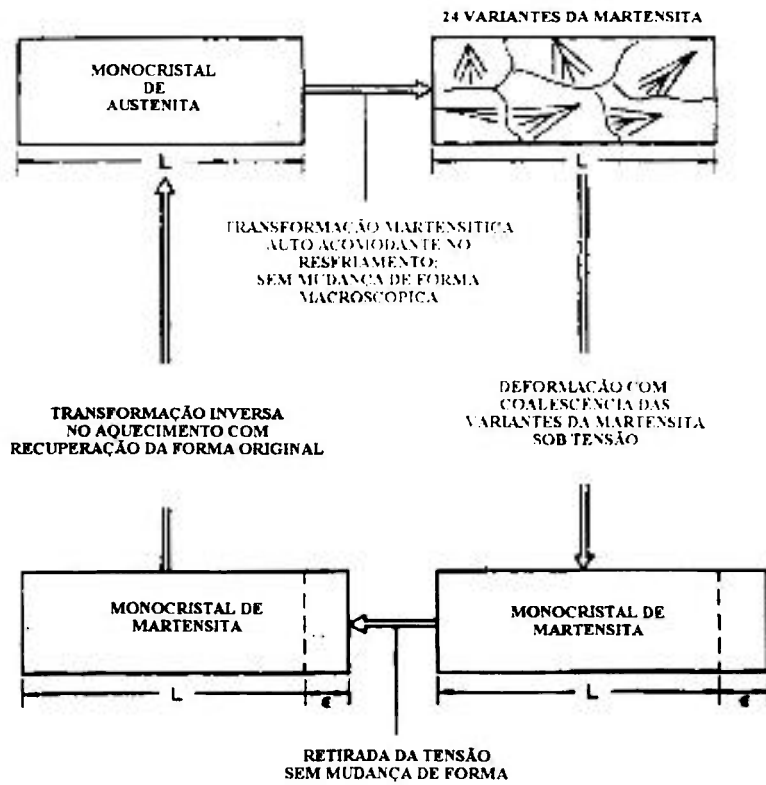 24 VARIANTES DA MARTENSITA
MONOCRISTAL
DE
AUSTENITA
L
L
TRANSFORMAÇÃO MARTENSITICA
AUTO ACOMODANTE NO
RESFRIAMENTO;
SEM MUDANÇA DE FORMA
MACROSCOPICA
TRANSFORMAÇÃO INVERSA
NO AQUECIMENTO COM
RECUPERAÇÃO DA FORMA ORIGINAL
DEFORMAÇÃO COM
COALESCÊNCIA DAS
VARIANTES DA MARTENSITA
SOB TENSÃO
MONOCRISTAL DE
MARTENSITA
L
ϵ
MONOCRISTAL DE
MARTENSITA
L
ϵ
RETIRADA DA TENSÃO
SEM MUDANÇA DE FORMA